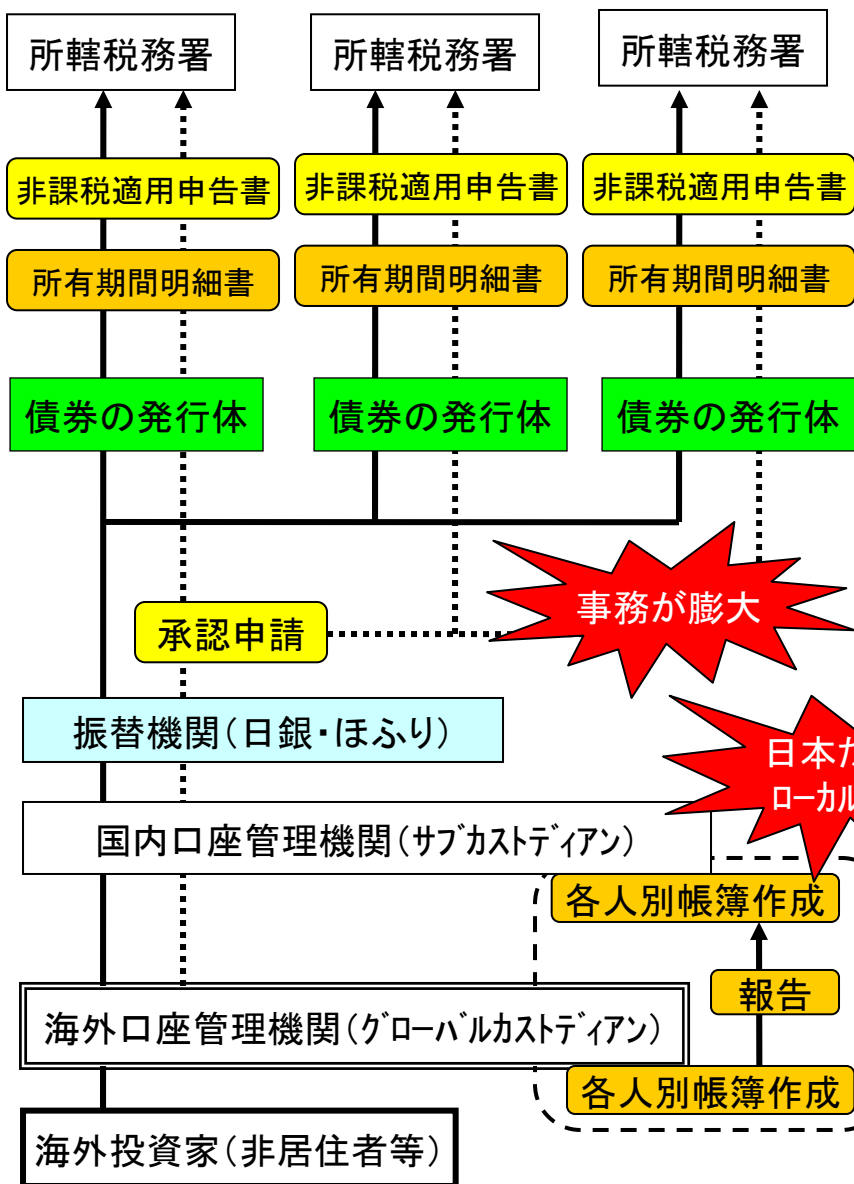 所轄税務署
所轄税務署
所轄税務署
非課税適用申告書
非課税適用申告書
非課税適用申告書
所有期間明細書
所有期間明細書
所有期間明細書
債券の発行体
債券の発行体
債券の発行体
事務が膨大
承認申請
振替機関(日銀・ほふり)
日本だ
ローカル
国内口座管理機関(サブカストディアン)
各人別帳簿作成
報告
海外口座管理機関(グローバルカストディアン)
各人別帳簿作成
海外投資家(非居住者等)